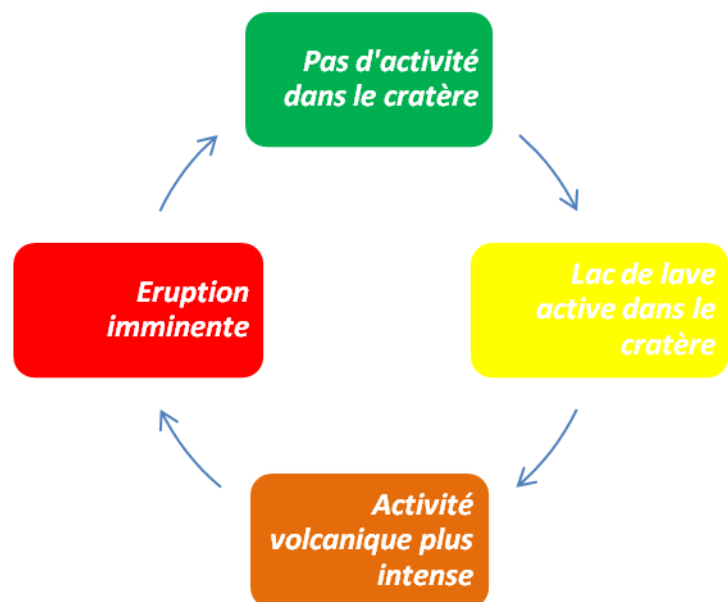 Pas d'activité
dans le cratère
Lac de lave
active dans le
cratère
Activité
volcanique plus
intense
Eruption
imminente